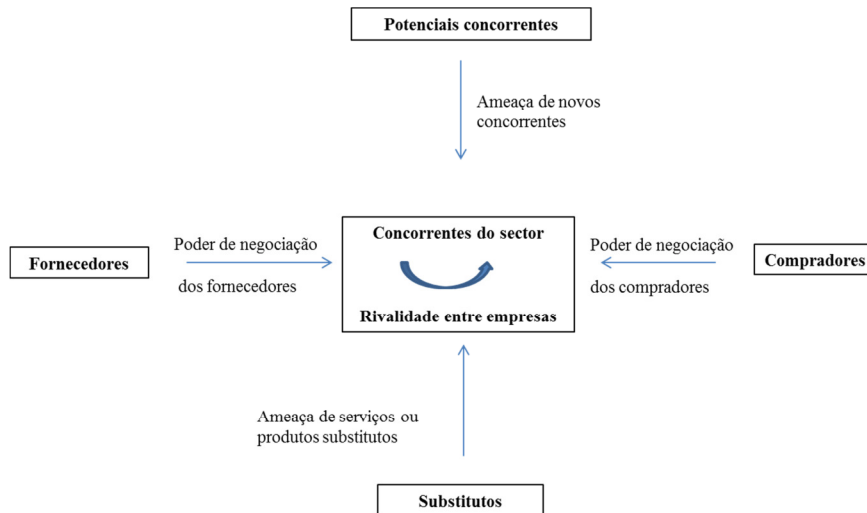 Potenciais concorrentes
Ameaça de novos
concorrentes
Fornecedores
Poder de negociação
dos fornecedores
Concorrentes do sector
Rivalidade entre empresas
Poder de negociação
dos compradores
Compradores
Ameaça de serviços ou
produtos substitutos
Substitutos